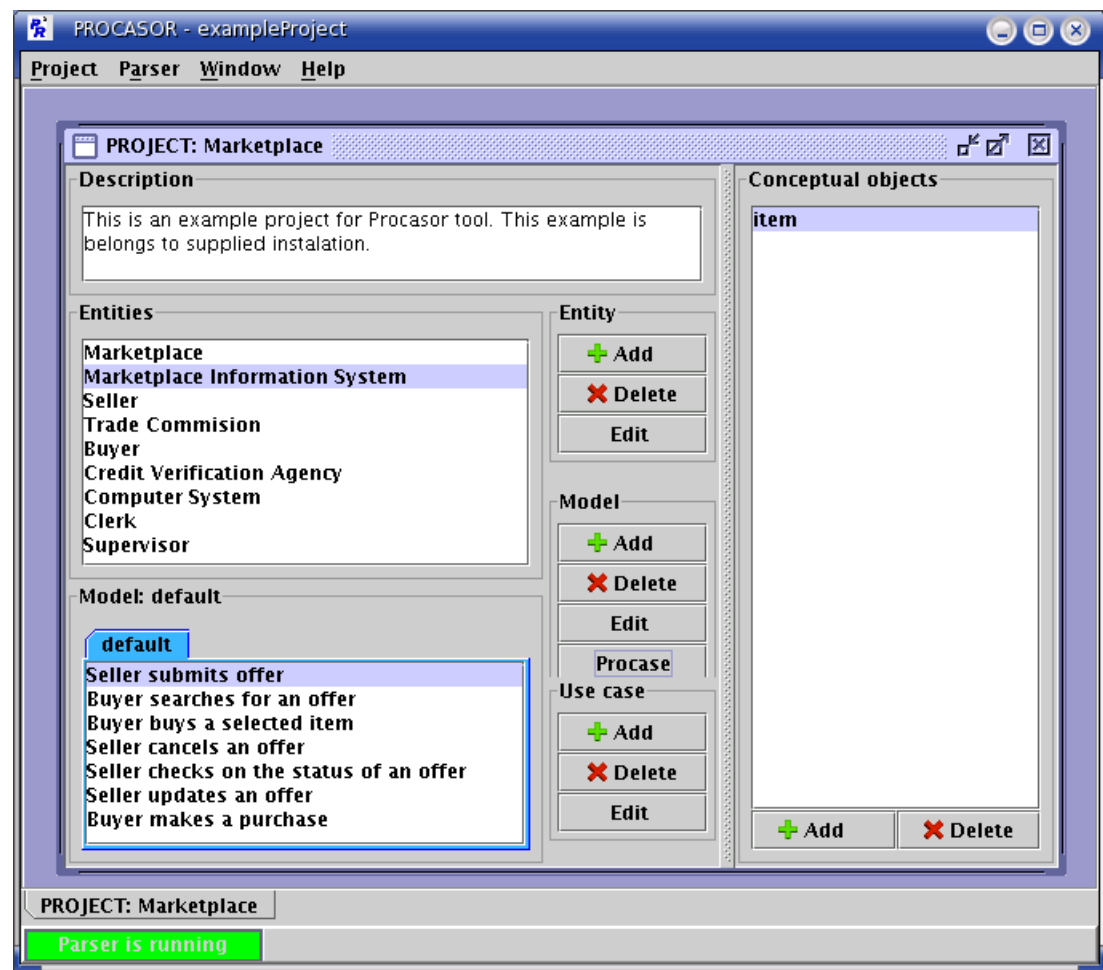 PROCASOR - exampleProject
Project Parser Window Help
PROJECT: Marketplace
Description
This is an example project for Procasor tool. This example is
belongs to supplied instalation.
Entities
Marketplace
Marketplace Information System
Seller
Trade Commision
Buyer
Credit Verification Agency
Computer System
Clerk
Supervisor
Entity
Add
Delete
Edit
Model: default
default
Seller submits offer
Buyer searches for an offer
Buyer buys a selected item
Seller cancels an offer
Seller checks on the status of an offer
Seller updates an offer
Buyer makes a purchase
Model
Add
Delete
Edit
Procase
Use case
Add
Delete
Edit
Conceptual objects
item
Add Delete
PROJECT: Marketplace
Parser is running